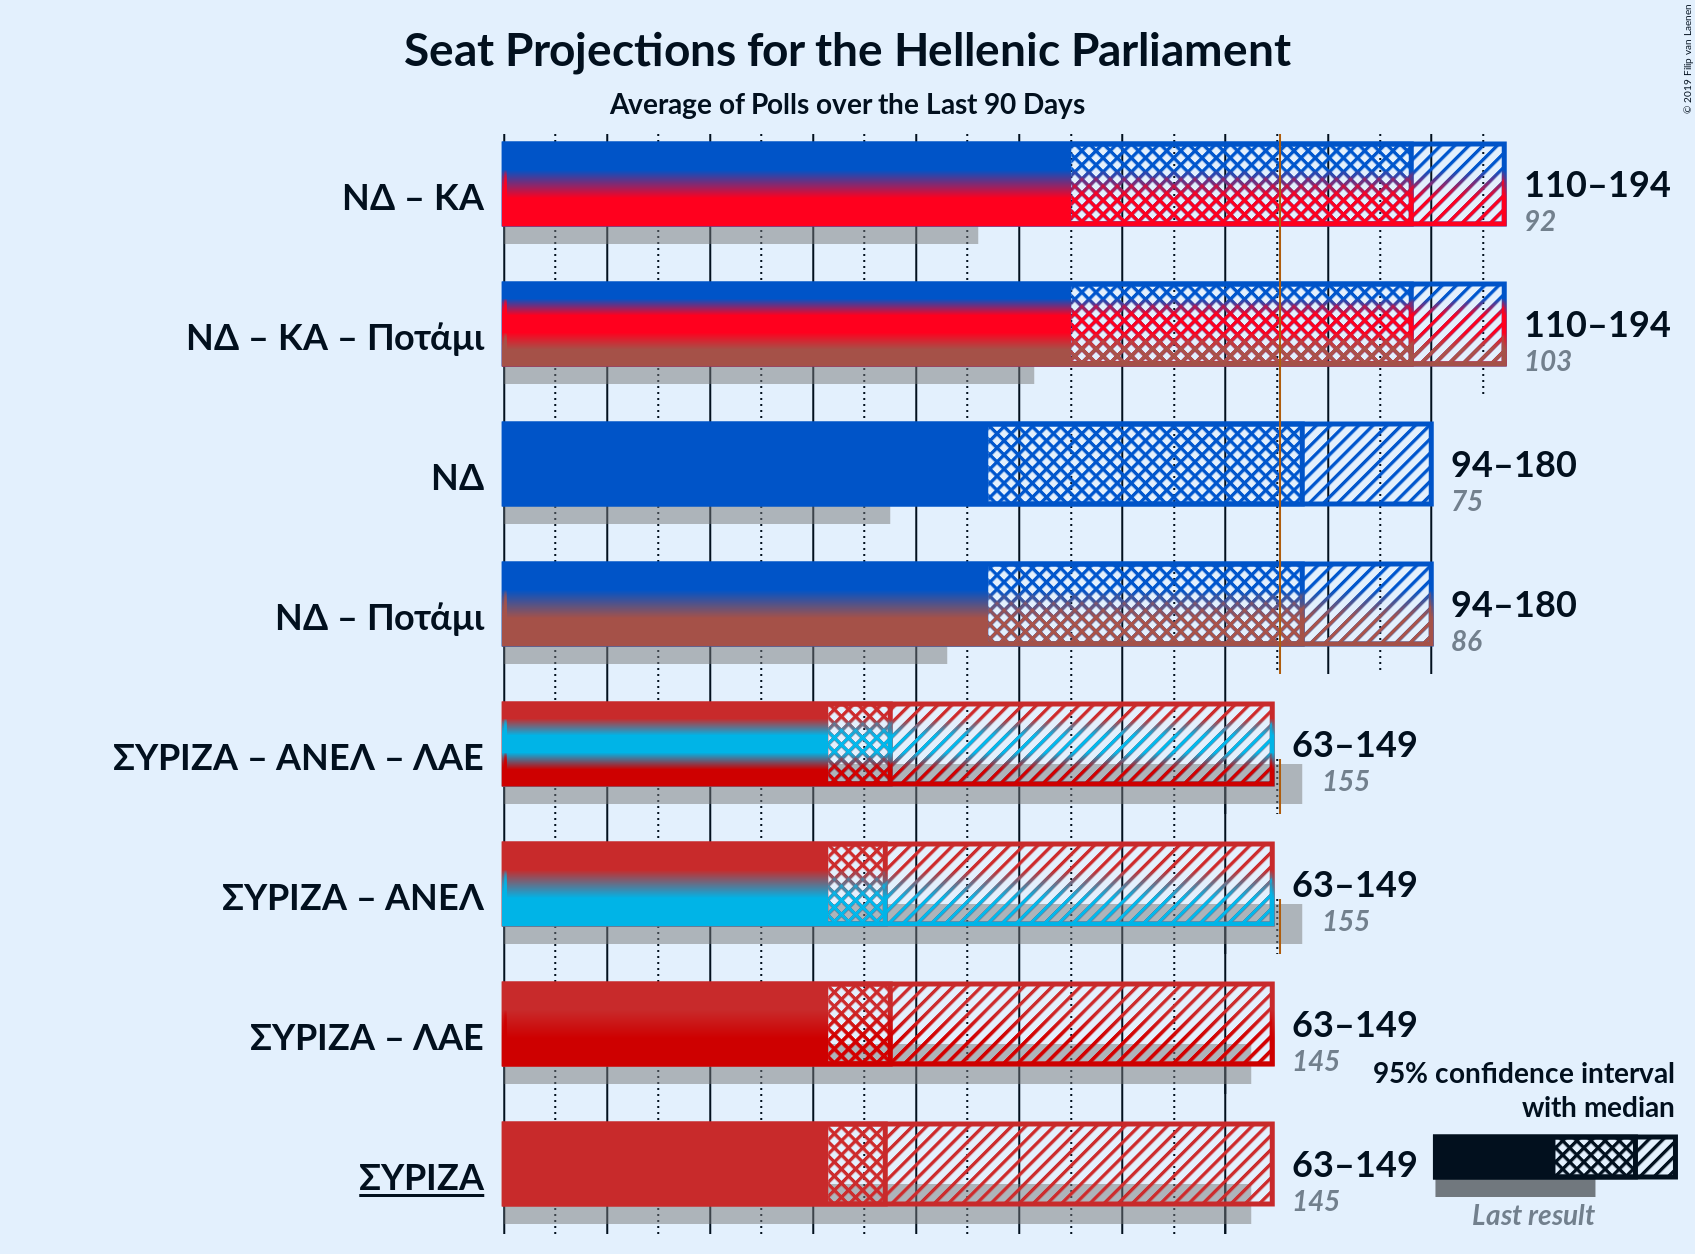 Seat Projections for the Hellenic Parliament
Average of Polls over the Last 90 Days
© 2019 Filip van Laenen
ΝΔ – ΚΑ
110–194
92
ΝΔ – ΚΑ – Ποτάμι
110–194
103
ΝΔ
94–180
75
ΝΔ – Ποτάμι
94–180
86
ΣΥΡΙΖΑ – ΑΝΕΛ – ΛΑΕ
63–149
155
ΣΥΡΙΖΑ – ΑΝΕΛ
63–149
155
ΣΥΡΙΖΑ – ΛΑΕ
63–149
145
ΣΥΡΙΖΑ
63–149
145
95% confidence interval
with median
Last result